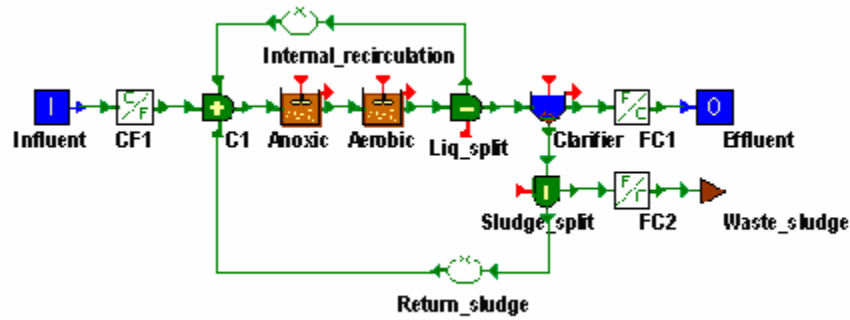 Internal_recirculation
I
C/F
+
−
F/C
O
Influent
CF1
C1
Anoxic
Aerobic
Liq_split
Clarifier
FC1
Effluent
Sludge_split
FC2
Waste_sludge
Return_sludge